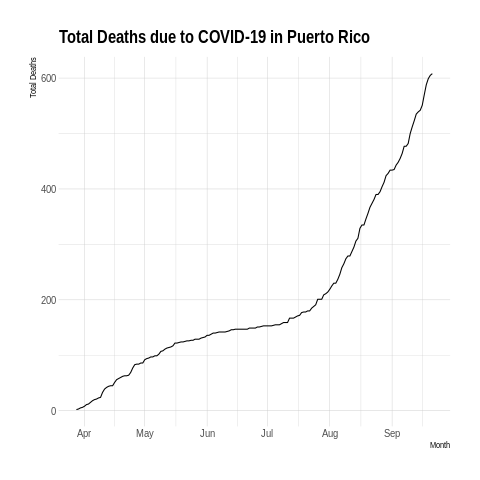 Total Deaths due to COVID-19 in Puerto Rico
Total Deaths
600
400
200
0
Apr May Jun Jul Aug Sep
Month